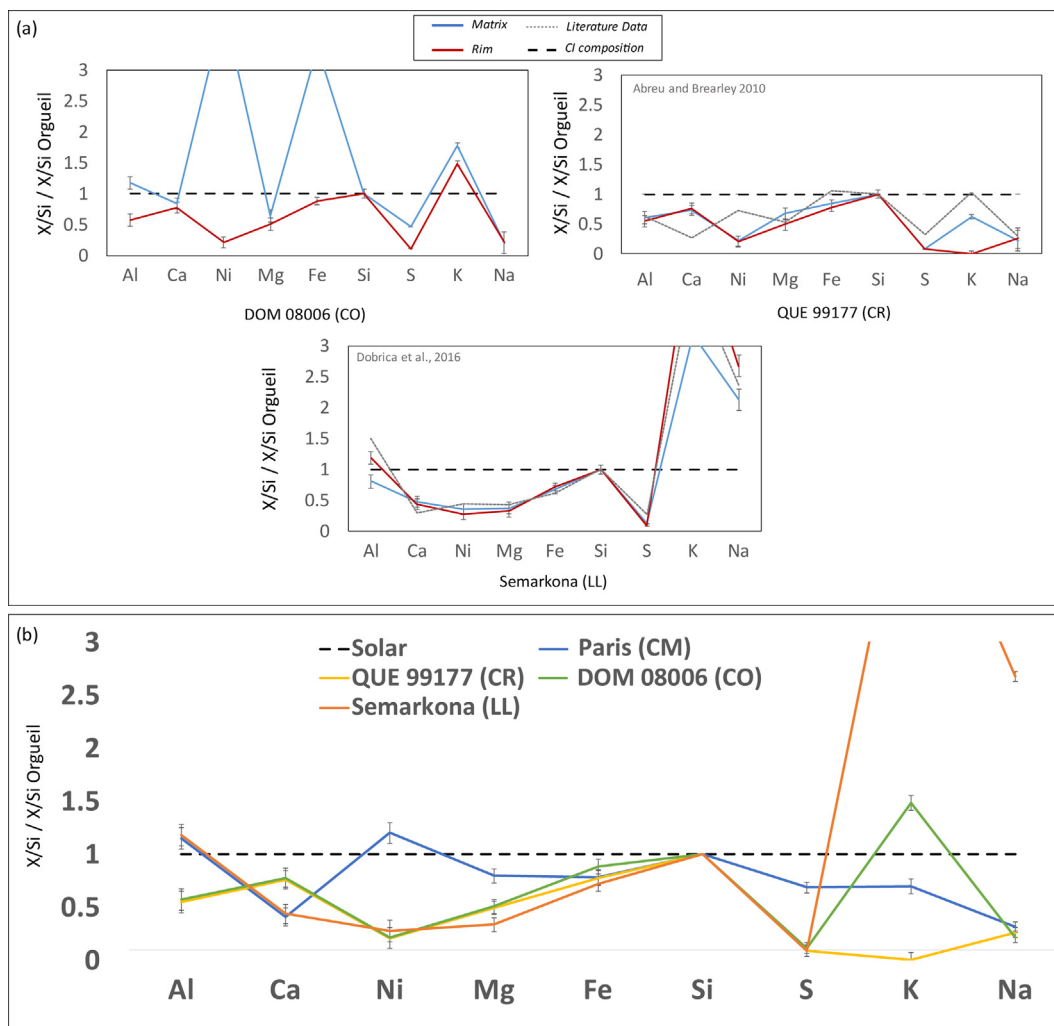 (a)
Matrix
Literature Data
Rim
CI composition
X/Si / X/Si Orgueil
3
2.5
2
1.5
1
0.5
0
Al Ca Ni Mg Fe Si S K Na
DOM 08006 (CO)
Abreu and Brearley 2010
X/Si / X/Si Orgueil
3
2.5
2
1.5
1
0.5
0
Al Ca Ni Mg Fe Si S K Na
QUE 99177 (CR)
Dobrica et al., 2016
X/Si / X/Si Orgueil
3
2.5
2
1.5
1
0.5
0
Al Ca Ni Mg Fe Si S K Na
Semarkona (LL)
(b)
Solar
Paris (CM)
QUE 99177 (CR)
DOM 08006 (CO)
Semarkona (LL)
X/Si / X/Si Orgueil
3
2.5
2
1.5
1
0.5
0
Al Ca Ni Mg Fe Si S K Na